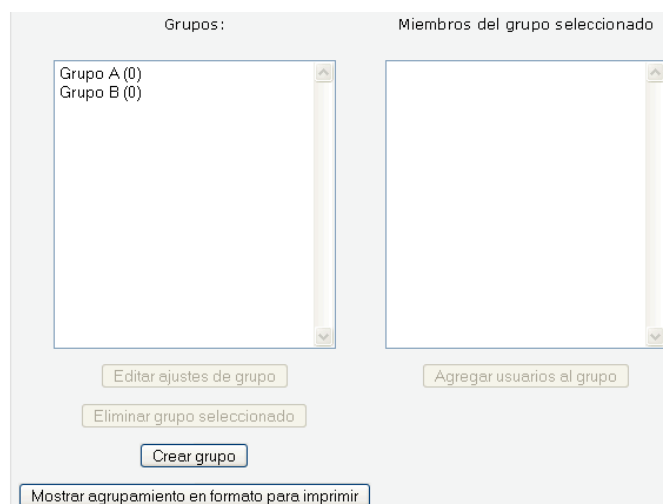 Grupos:
Miembros del grupo seleccionado
Grupo A (0)
Grupo B (0)
Editar ajustes de grupo
Agregar usuarios al grupo
Eliminar grupo seleccionado
Crear grupo
Mostrar agrupamiento en formato para imprimir